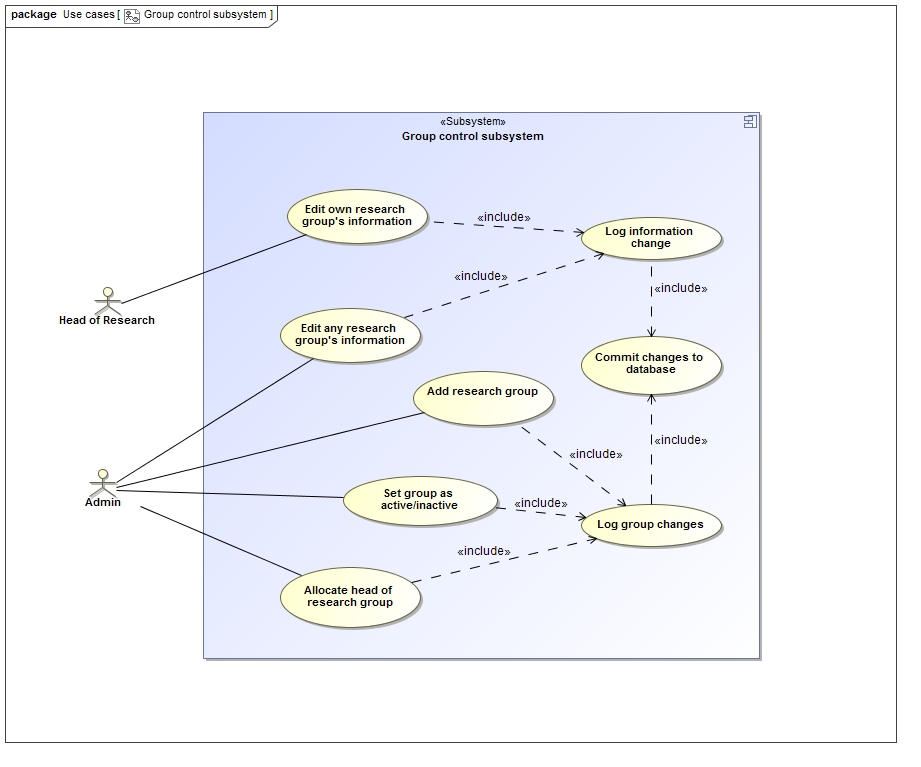 package Use cases [ Group control subsystem ]
«Subsystem»
Group control subsystem
Edit own research
group's information
«include»
Log information
change
«include»
«include»
Head of Research
Edit any research
group's information
Commit changes to
database
Add research group
«include»
«include»
Admin
Set group as
active/inactive
«include»
Log group changes
«include»
Allocate head of
research group